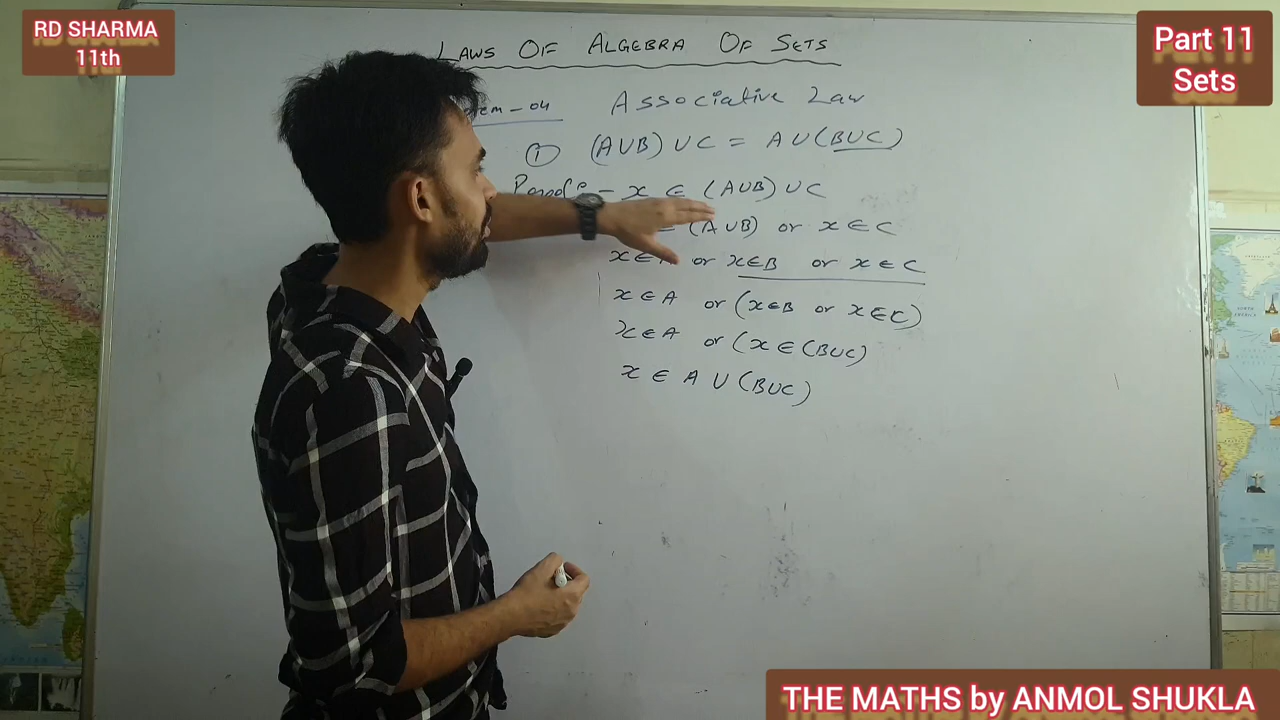 RD SHARMA
11th
Part 11
Sets
LAWS OF ALGEBRA OF SETS
Associative Law
① (A∪B) ∪ C = A ∪ (B∪C)
Proof:- x ∈ (A∪B) ∪ C
(A∪B) or x ∈ C
x ∈ or x∈B or x ∈ C
x ∈ A or (x∈B or x ∈ C)
x ∈ A or (x ∈ (B∪C)
x ∈ A ∪ (B∪C)
THE MATHS by ANMOL SHUKLA